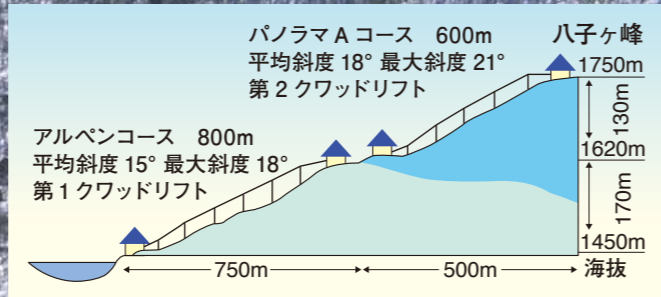 パノラマ A コース 600m
平均斜度 18° 最大斜度 21°
第 2 クワッドリフト
八子ヶ峰
1750m
130m
1620m
170m
1450m
海抜
アルペンコース 800m
平均斜度 15° 最大斜度 18°
第 1 クワッドリフト
750m
500m